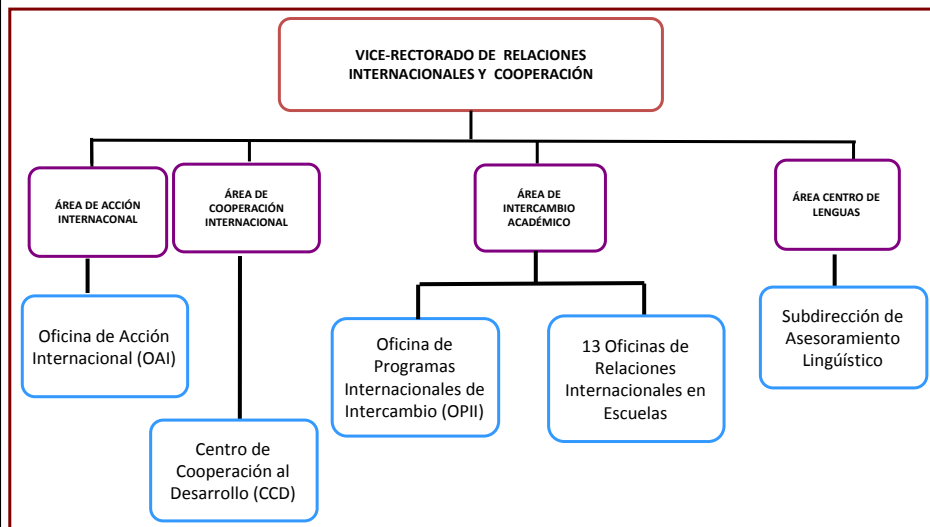 VICE-RECTORADO DE RELACIONES
INTERNACIONALES Y COOPERACIÓN
ÁREA DE ACCIÓN
INTERNACONAL
ÁREA DE
COOPERACIÓN
INTERNACIONAL
ÁREA DE
INTERCAMBIO
ACADÉMICO
ÁREA CENTRO DE
LENGUAS
Oficina de Acción
Internacional (OAI)
Centro de
Cooperación al
Desarrollo (CCD)
Oficina de
Programas
Internacionales de
Intercambio (OPII)
13 Oficinas de
Relaciones
Internacionales en
Escuelas
Subdirección de
Asesoramiento
Lingúístico